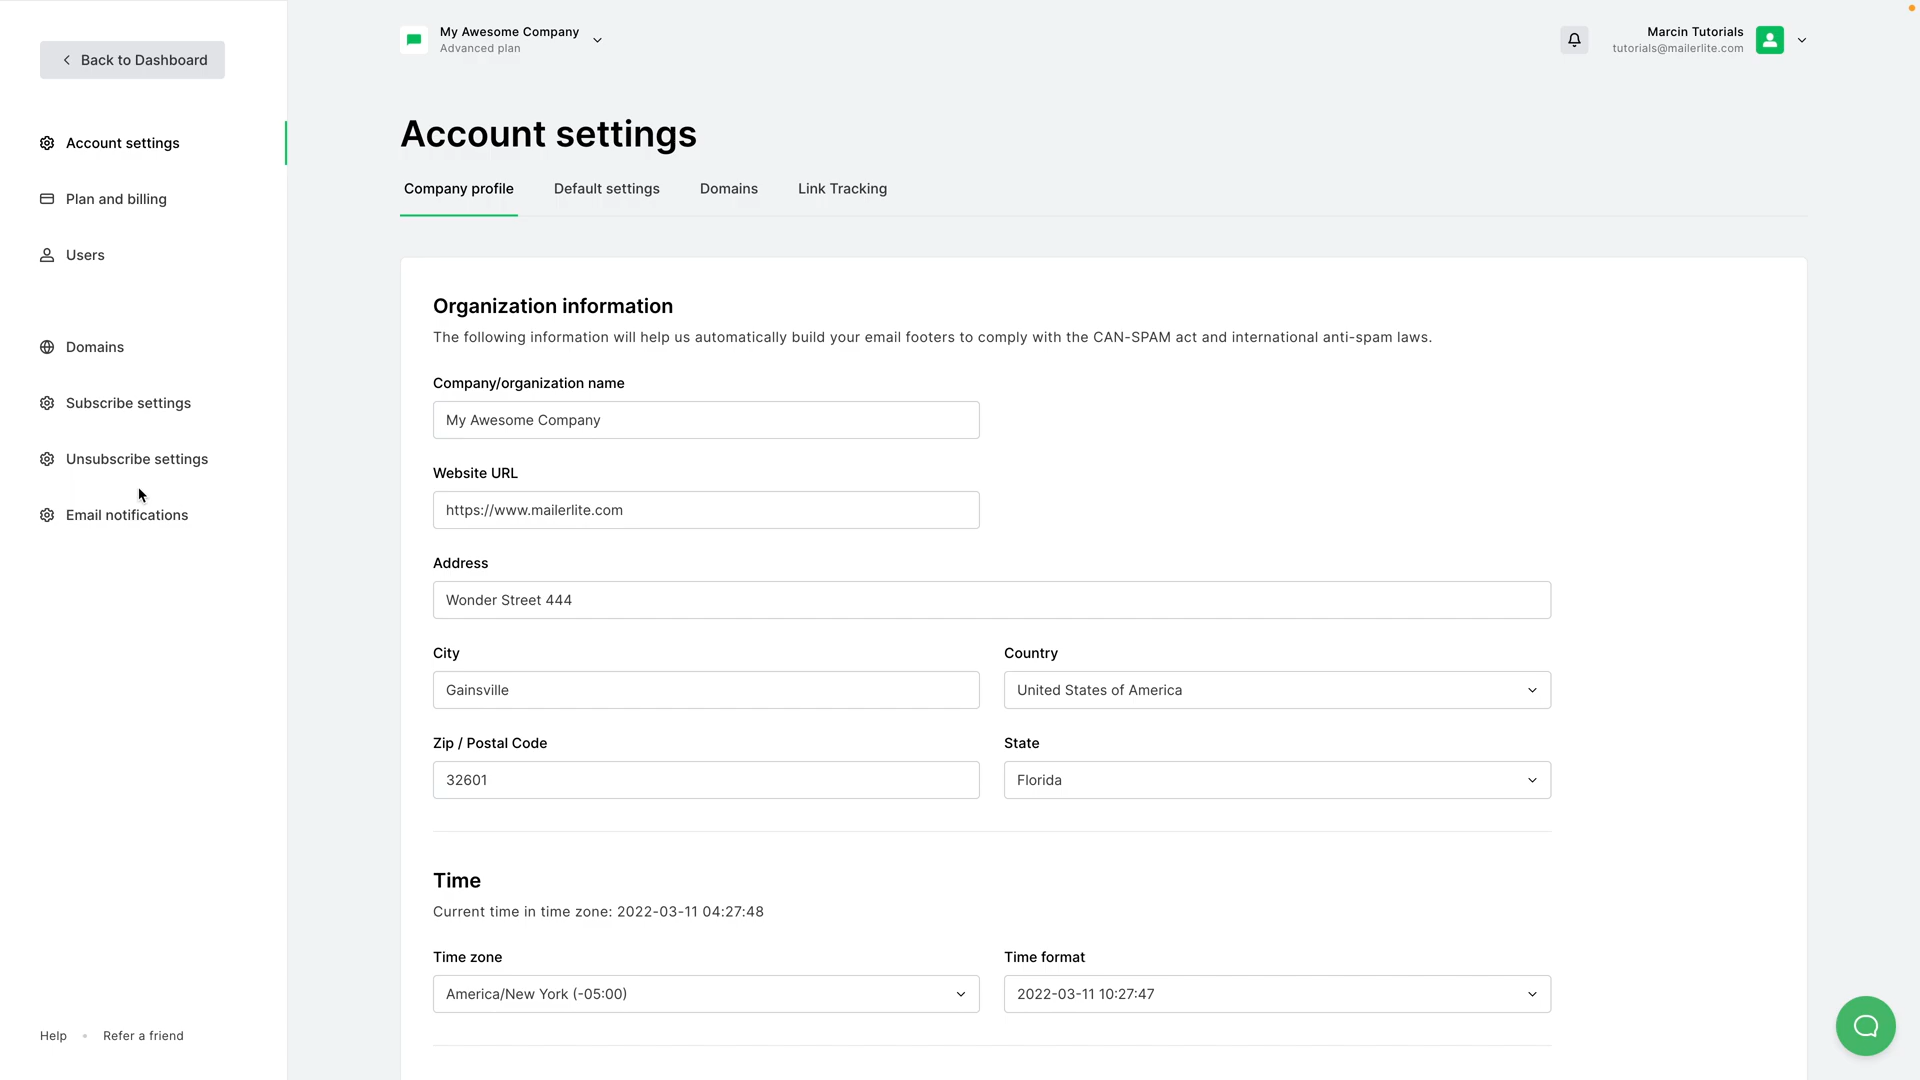 Back to Dashboard
Account settings
Plan and billing
Users
Domains
Subscribe settings
Unsubscribe settings
Email notifications
Help • Refer a friend
My Awesome Company
Advanced plan
Marcin Tutorials
tutorials@mailerlite.com
Account settings
Company profile Default settings Domains Link Tracking
Organization information
The following information will help us automatically build your email footers to comply with the CAN-SPAM act and international anti-spam laws.
Company/organization name
My Awesome Company
Website URL
https://www.mailerlite.com
Address
Wonder Street 444
City Country
Gainsville United States of America
Zip / Postal Code State
32601 Florida
Time
Current time in time zone: 2022-03-11 04:27:48
Time zone Time format
America/New York (-05:00) 2022-03-11 10:27:47